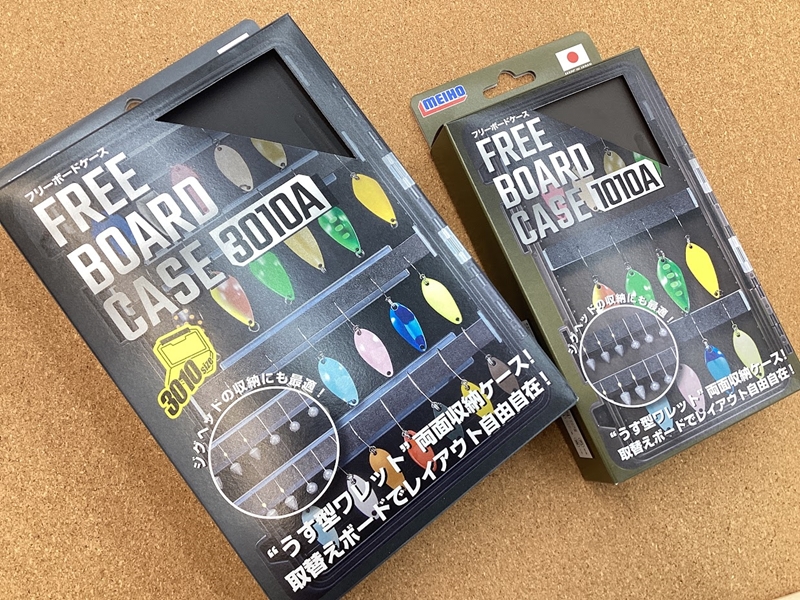 フリーボードケース
FREE
BOARD
CASE 3010A
3010 size
ジグヘッドの収納にも最適！
“うす型ワレット”両面収納ケース！
取替えボードでレイアウト自由自在！
MEIHO
フリーボードケース
FREE
BOARD
CASE 1010A
ジグヘッドの収納にも最適！
“うす型ワレット”両面収納ケース！
取替えボードでレイアウト自由自在！